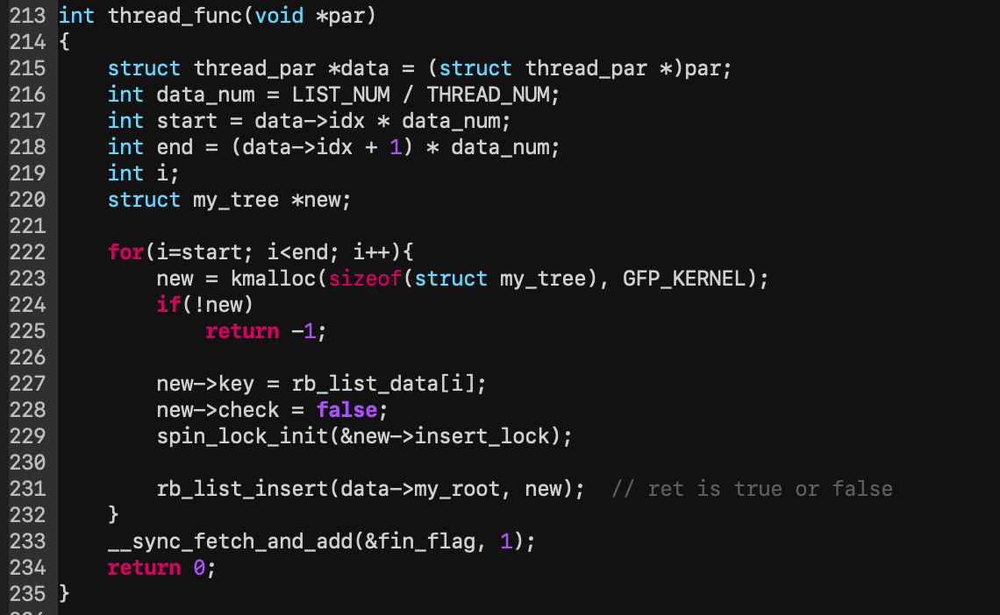 213 int thread_func(void *par)
214 {
215     struct thread_par *data = (struct thread_par *)par;
216     int data_num = LIST_NUM / THREAD_NUM;
217     int start = data->idx * data_num;
218     int end = (data->idx + 1) * data_num;
219     int i;
220     struct my_tree *new;
221
222     for(i=start; i<end; i++){
223         new = kmalloc(sizeof(struct my_tree), GFP_KERNEL);
224         if(!new)
225             return -1;
226
227         new->key = rb_list_data[i];
228         new->check = false;
229         spin_lock_init(&new->insert_lock);
230
231         rb_list_insert(data->my_root, new);  // ret is true or false
232     }
233     __sync_fetch_and_add(&fin_flag, 1);
234     return 0;
235 }